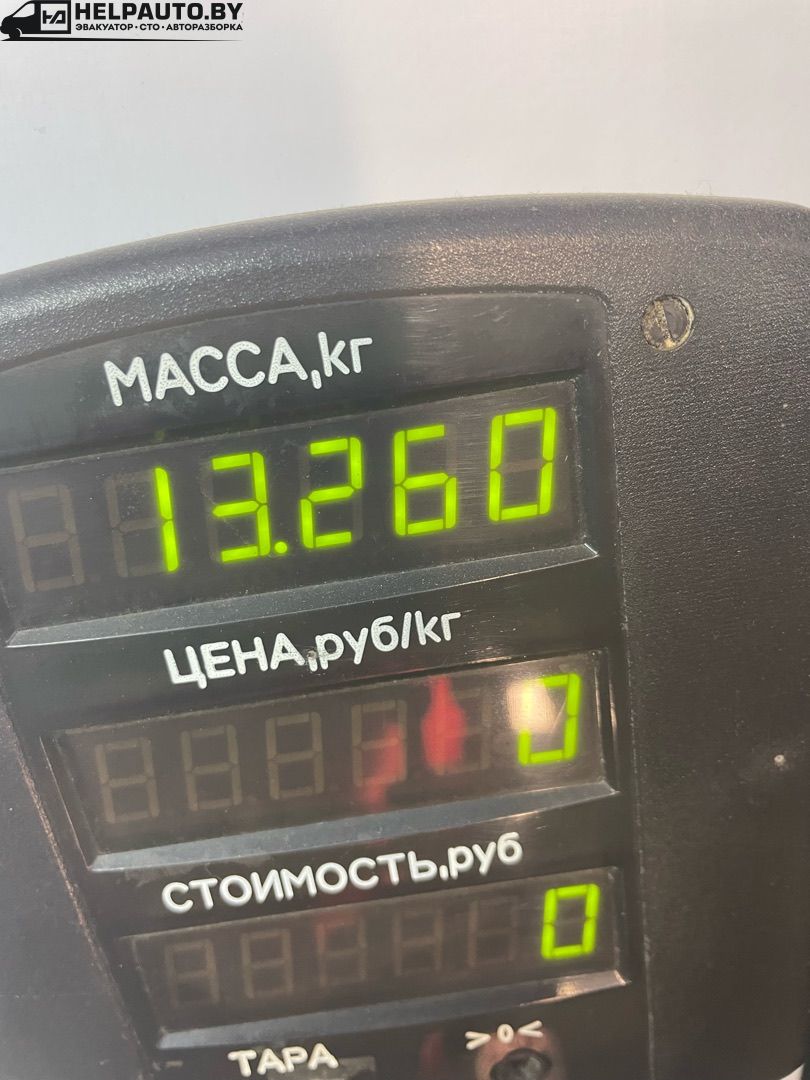 HELPAUTO.BY
ЭВАКУАТОР • СТО • АВТОРАЗБОРКА
МАССА,кг
13.260
ЦЕНА,руб/кг
0
СТОИМОСТЬ,руб
0
ТАРА >0<